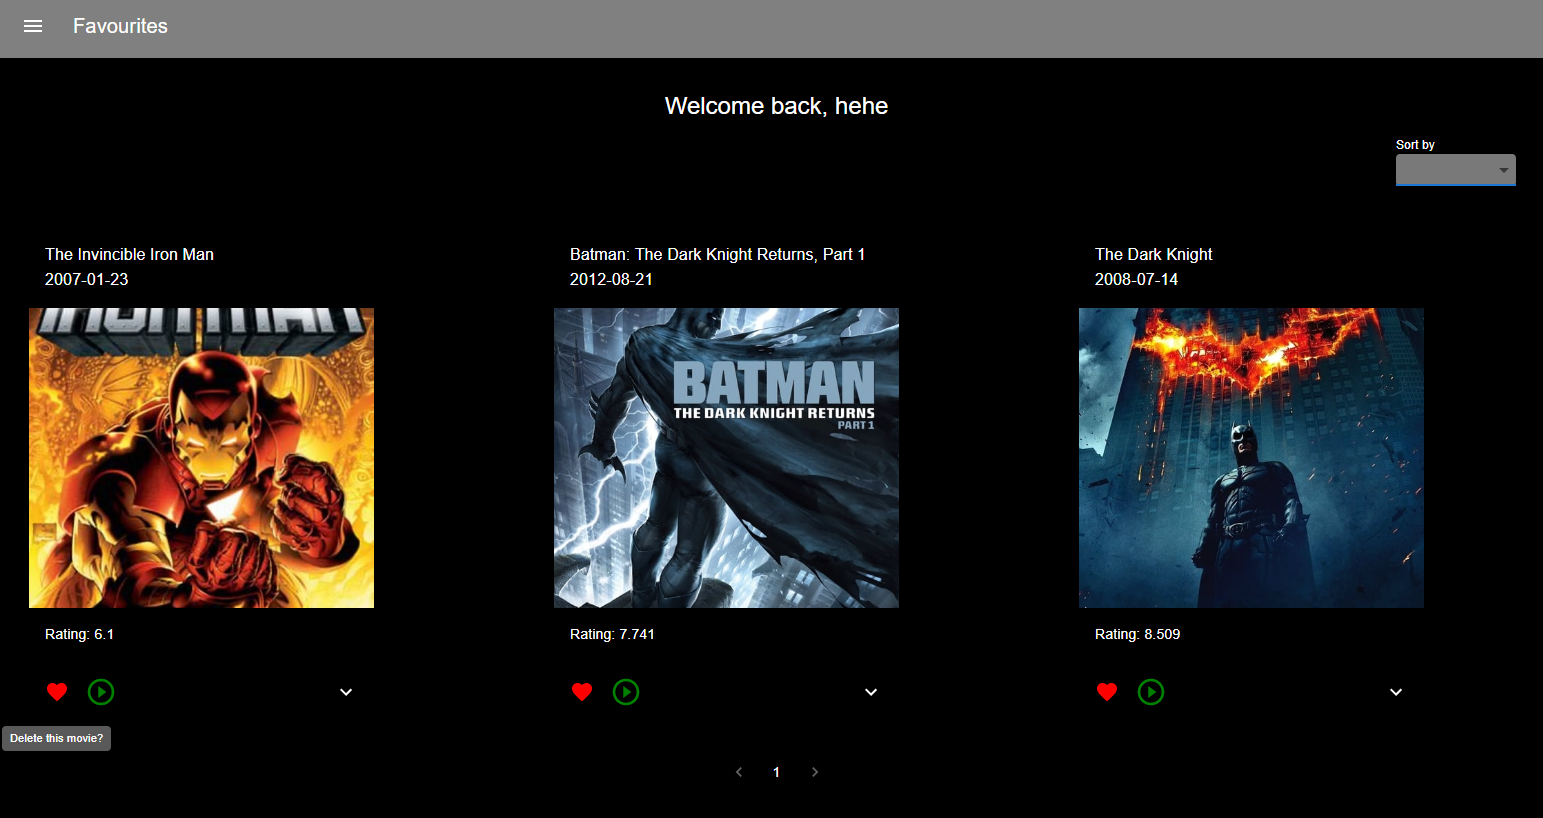 Favourites
Welcome back, hehe
Sort by
The Invincible Iron Man
2007-01-23
Batman: The Dark Knight Returns, Part 1
2012-08-21
The Dark Knight
2008-07-14
IRON MAN
BATMAN
THE DARK KNIGHT RETURNS
PART 1
Rating: 6.1
Rating: 7.741
Rating: 8.509
Delete this movie?
1